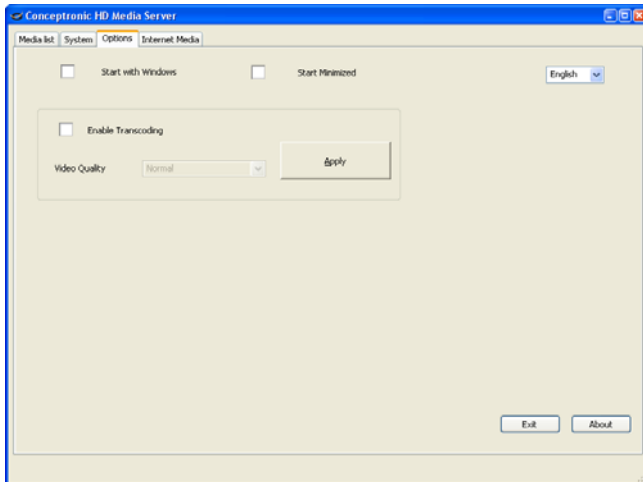 Conceptronic HD Media Server
Media list System Options Internet Media
Start with Windows Start Minimized English
Enable Transcoding
Video Quality Normal Apply
Exit About